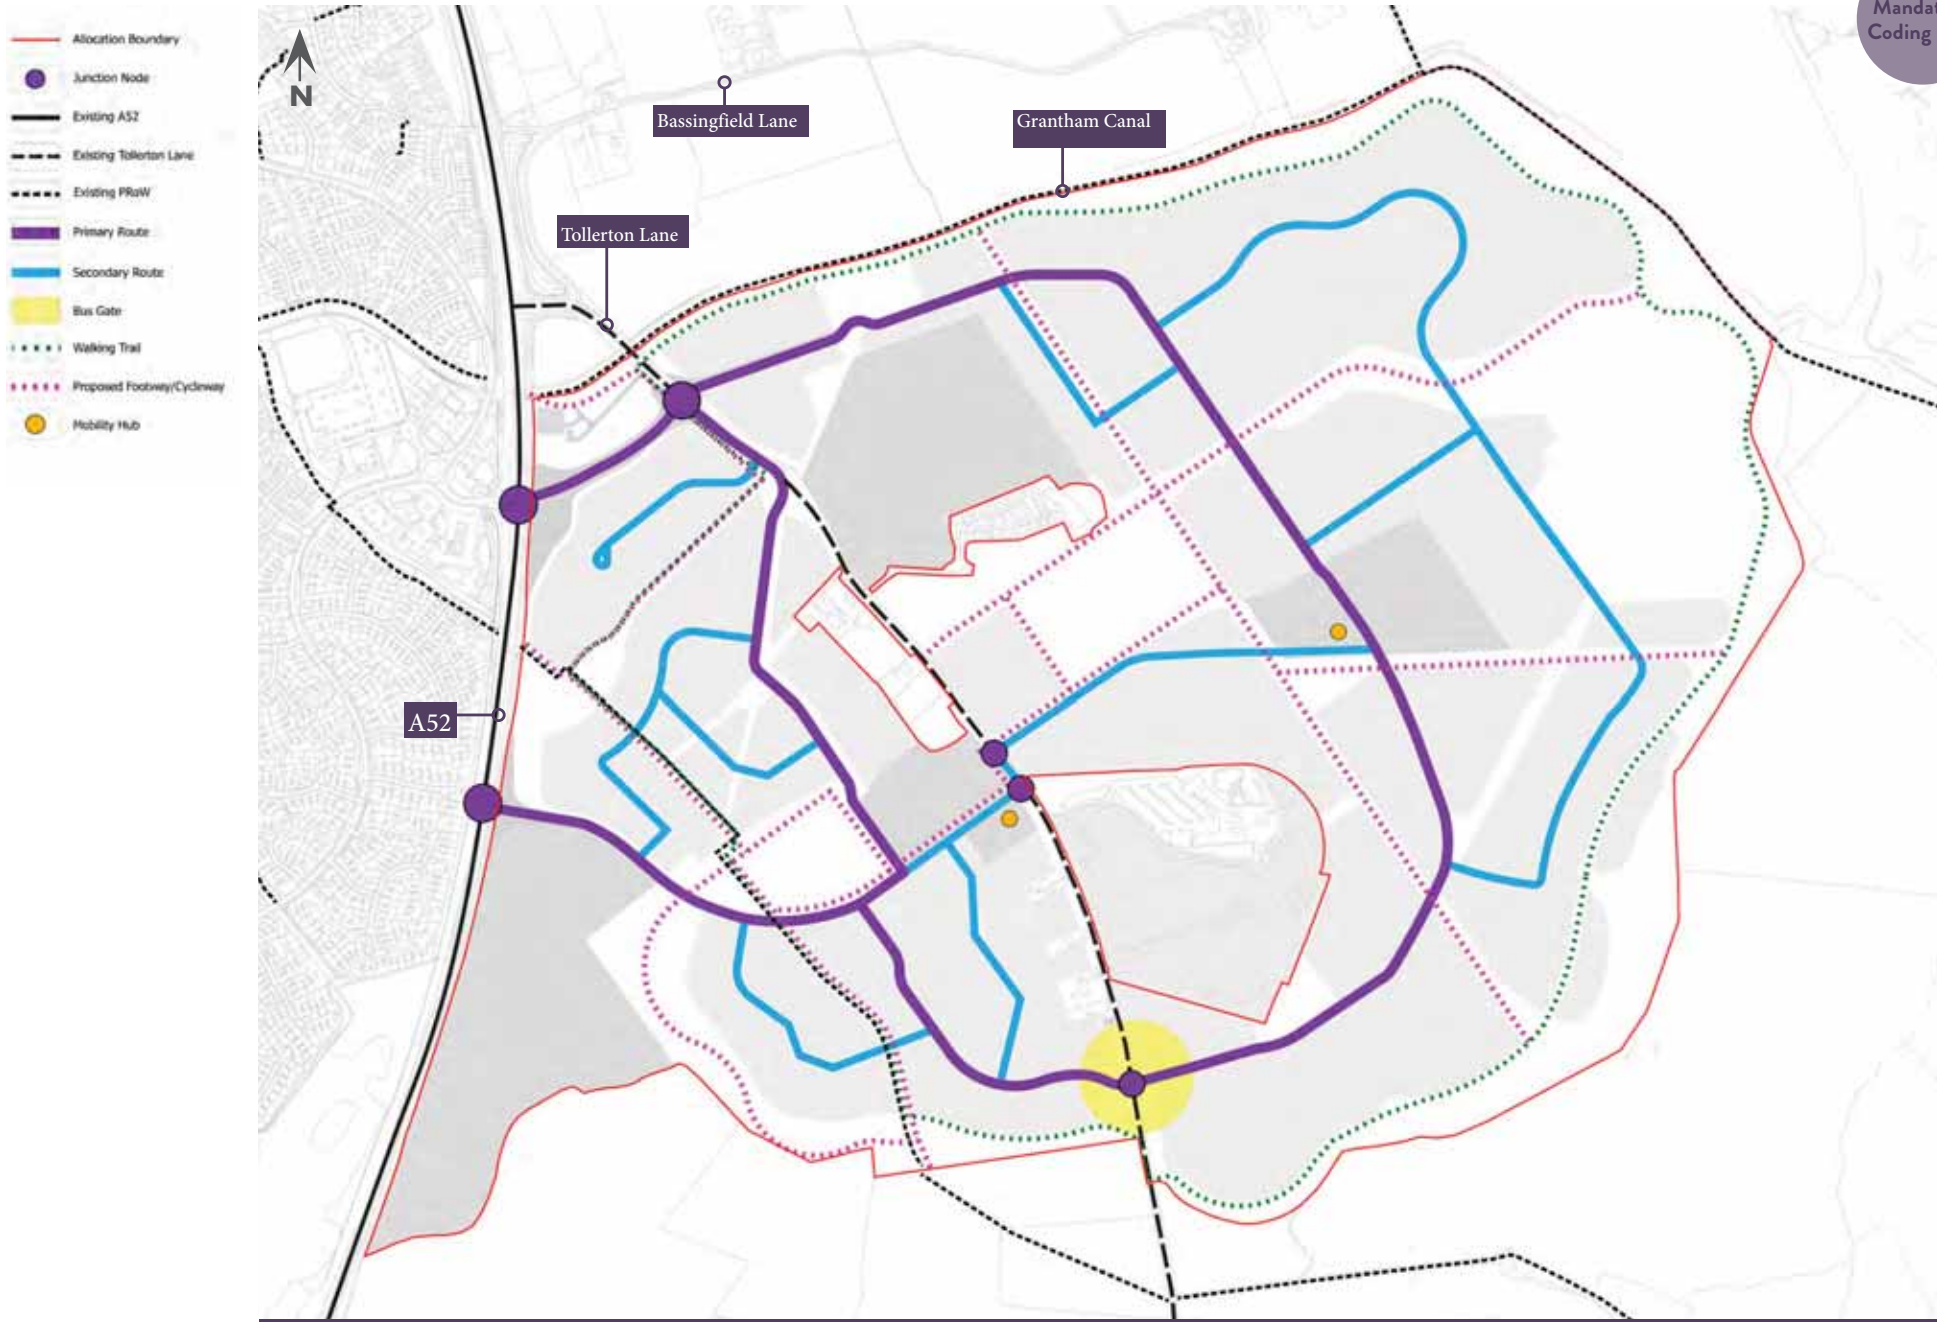 Mandat
Coding
Allocation Boundary
Junction Node
Existing A52
Existing Tollerton Lane
Existing PRoW
Primary Route
Secondary Route
Bus Gate
Walking Trail
Proposed Footway/Cycleway
Mobility Hub
N
Bassingfield Lane
Grantham Canal
Tollerton Lane
A52